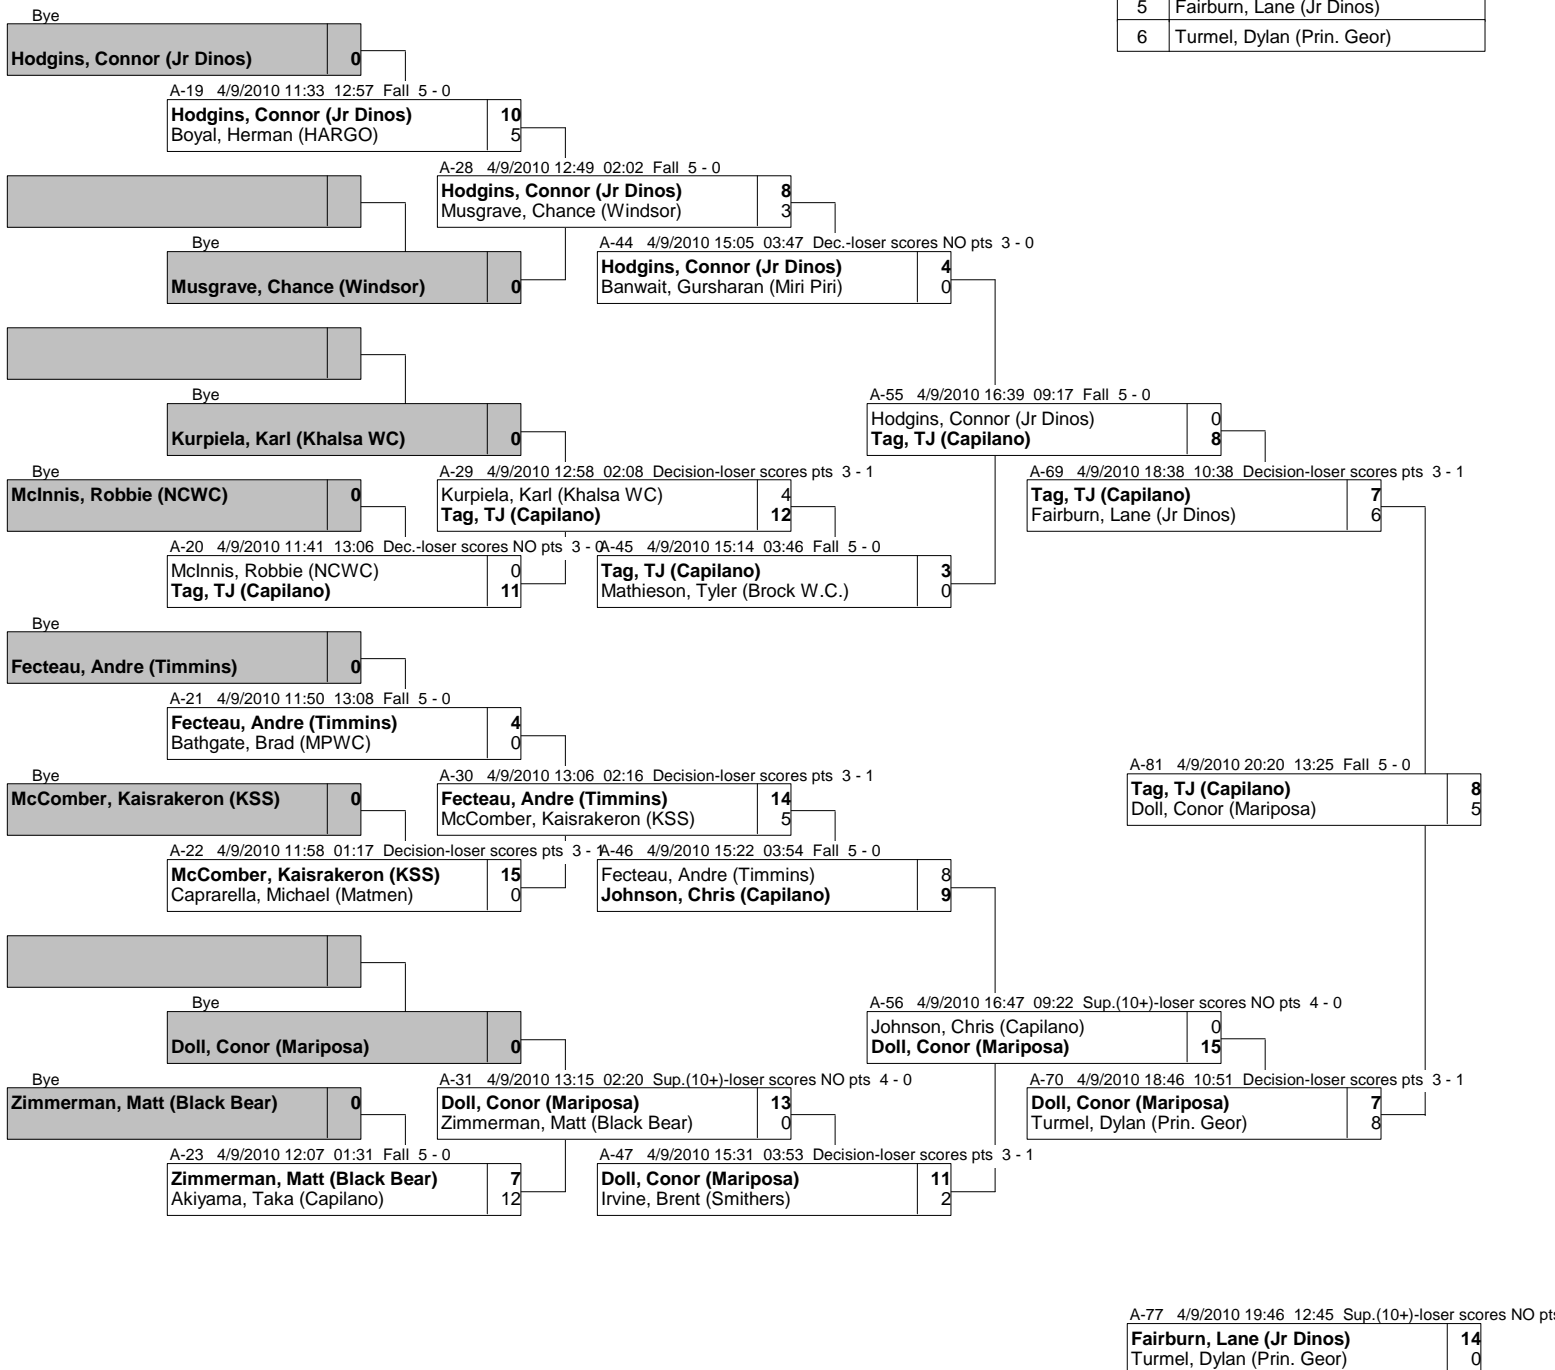 5 Fairburn, Lane (Jr Dinos)
6 Turmel, Dylan (Prin. Geor)
Bye
Hodgins, Connor (Jr Dinos) 0
A-19 4/9/2010 11:33 12:57 Fall 5 - 0
Hodgins, Connor (Jr Dinos) 10
Boyal, Herman (HARGO) 5
A-28 4/9/2010 12:49 02:02 Fall 5 - 0
Hodgins, Connor (Jr Dinos) 8
Musgrave, Chance (Windsor) 3
Bye
Musgrave, Chance (Windsor) 0
A-44 4/9/2010 15:05 03:47 Dec.-loser scores NO pts 3 - 0
Hodgins, Connor (Jr Dinos) 4
Banwait, Gursharan (Miri Piri) 0
Bye
Kurpiela, Karl (Khalsa WC) 0
A-55 4/9/2010 16:39 09:17 Fall 5 - 0
Hodgins, Connor (Jr Dinos) 0
Tag, TJ (Capilano) 8
Bye
McInnis, Robbie (NCWC) 0
A-29 4/9/2010 12:58 02:08 Decision-loser scores pts 3 - 1
Kurpiela, Karl (Khalsa WC) 4
Tag, TJ (Capilano) 12
A-69 4/9/2010 18:38 10:38 Decision-loser scores pts 3 - 1
Tag, TJ (Capilano) 7
Fairburn, Lane (Jr Dinos) 6
A-20 4/9/2010 11:41 13:06 Dec.-loser scores NO pts 3 - 0
McInnis, Robbie (NCWC) 0
Tag, TJ (Capilano) 11
A-45 4/9/2010 15:14 03:46 Fall 5 - 0
Tag, TJ (Capilano) 3
Mathieson, Tyler (Brock W.C.) 0
Bye
Fecteau, Andre (Timmins) 0
A-21 4/9/2010 11:50 13:08 Fall 5 - 0
Fecteau, Andre (Timmins) 4
Bathgate, Brad (MPWC) 0
A-81 4/9/2010 20:20 13:25 Fall 5 - 0
Tag, TJ (Capilano) 8
Doll, Conor (Mariposa) 5
Bye
McComber, Kaisrakeron (KSS) 0
A-30 4/9/2010 13:06 02:16 Decision-loser scores pts 3 - 1
Fecteau, Andre (Timmins) 14
McComber, Kaisrakeron (KSS) 5
A-22 4/9/2010 11:58 01:17 Decision-loser scores pts 3 - 1
McComber, Kaisrakeron (KSS) 15
Caprarella, Michael (Matmen) 0
A-46 4/9/2010 15:22 03:54 Fall 5 - 0
Fecteau, Andre (Timmins) 8
Johnson, Chris (Capilano) 9
Bye
Doll, Conor (Mariposa) 0
A-56 4/9/2010 16:47 09:22 Sup.(10+)-loser scores NO pts 4 - 0
Johnson, Chris (Capilano) 0
Doll, Conor (Mariposa) 15
Bye
Zimmerman, Matt (Black Bear) 0
A-31 4/9/2010 13:15 02:20 Sup.(10+)-loser scores NO pts 4 - 0
Doll, Conor (Mariposa) 13
Zimmerman, Matt (Black Bear) 0
A-70 4/9/2010 18:46 10:51 Decision-loser scores pts 3 - 1
Doll, Conor (Mariposa) 7
Turmel, Dylan (Prin. Geor) 8
A-23 4/9/2010 12:07 01:31 Fall 5 - 0
Zimmerman, Matt (Black Bear) 7
Akiyama, Taka (Capilano) 12
A-47 4/9/2010 15:31 03:53 Decision-loser scores pts 3 - 1
Doll, Conor (Mariposa) 11
Irvine, Brent (Smithers) 2
A-77 4/9/2010 19:46 12:45 Sup.(10+)-loser scores NO pts
Fairburn, Lane (Jr Dinos) 14
Turmel, Dylan (Prin. Geor) 0